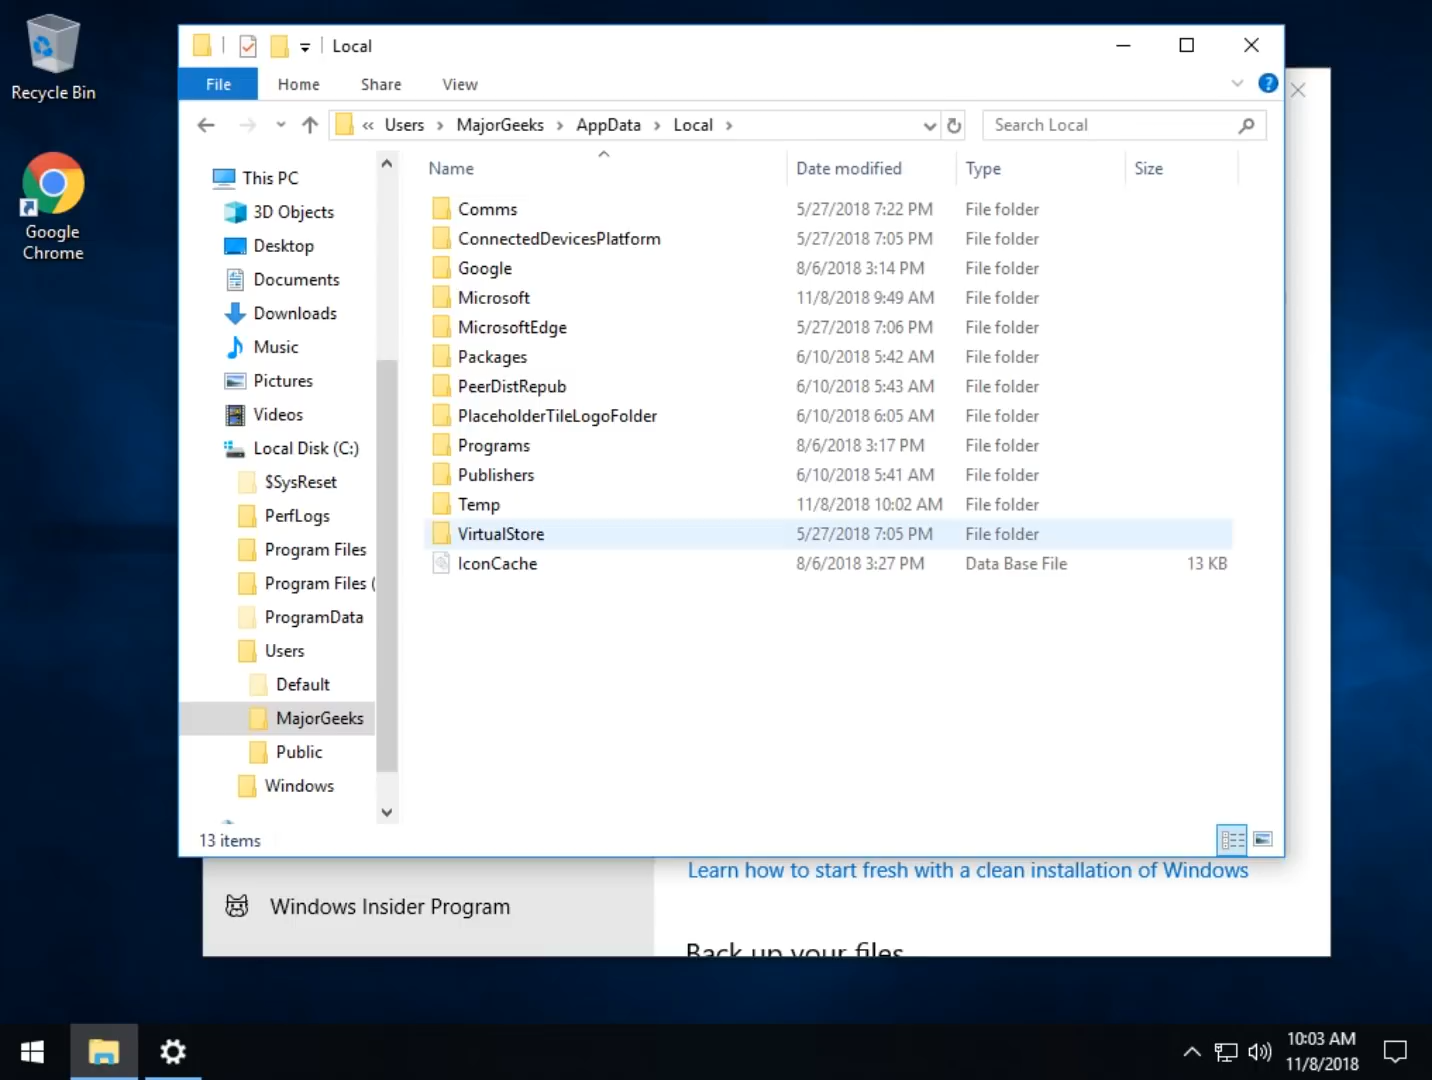 Recycle Bin
Google
Chrome
Local
File Home Share View
« Users › MajorGeeks › AppData › Local ›
Search Local
Name Date modified Type Size
This PC
3D Objects
Desktop
Documents
Downloads
Music
Pictures
Videos
Local Disk (C:)
$SysReset
PerfLogs
Program Files
Program Files (
ProgramData
Users
Default
MajorGeeks
Public
Windows
Comms 5/27/2018 7:22 PM File folder
ConnectedDevicesPlatform 5/27/2018 7:05 PM File folder
Google 8/6/2018 3:14 PM File folder
Microsoft 11/8/2018 9:49 AM File folder
MicrosoftEdge 5/27/2018 7:06 PM File folder
Packages 6/10/2018 5:42 AM File folder
PeerDistRepub 6/10/2018 5:43 AM File folder
PlaceholderTileLogoFolder 6/10/2018 6:05 AM File folder
Programs 8/6/2018 3:17 PM File folder
Publishers 6/10/2018 5:41 AM File folder
Temp 11/8/2018 10:02 AM File folder
VirtualStore 5/27/2018 7:05 PM File folder
IconCache 8/6/2018 3:27 PM Data Base File 13 KB
13 items
Learn how to start fresh with a clean installation of Windows
Windows Insider Program
Back up your files
10:03 AM
11/8/2018